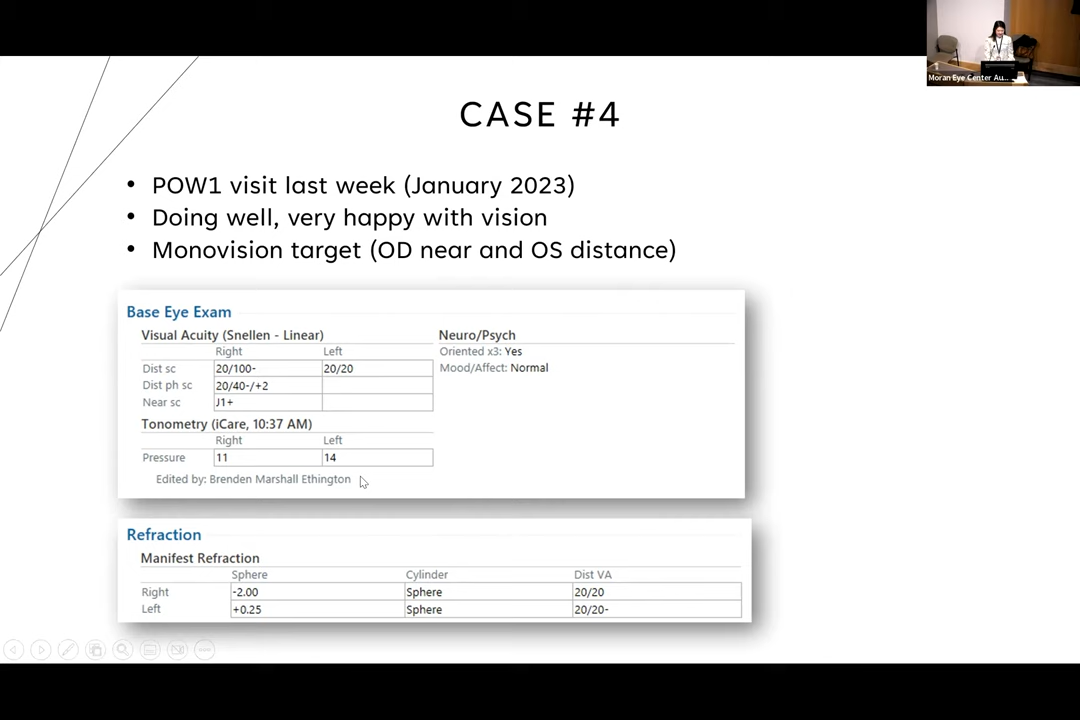 Moran Eye Center Au...
CASE #4
• POW1 visit last week (January 2023)
• Doing well, very happy with vision
• Monovision target (OD near and OS distance)
Base Eye Exam
Visual Acuity (Snellen - Linear) Neuro/Psych
Right Left Oriented x3: Yes
Dist sc 20/100- 20/20 Mood/Affect: Normal
Dist ph sc 20/40-/+2
Near sc J1+
Tonometry (iCare, 10:37 AM)
Right Left
Pressure 11 14
Edited by: Brenden Marshall Ethington
Refraction
Manifest Refraction
Sphere Cylinder Dist VA
Right -2.00 Sphere 20/20
Left +0.25 Sphere 20/20-